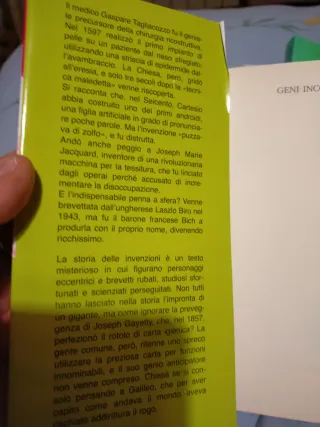 Il medico Gaspare Tagliacozzo fu il genia-
le precursore della chirurgia ricostruttiva.
Nel 1597 realizzò il primo impianto di
pelle su un paziente dal naso sfregiato,
utilizzando una striscia di epidermide dal-
l'avambraccio. La Chiesa, però, gridò
all'eresia, e solo tre secoli dopo la «tecni-
ca maledetta» venne riscoperta.
Si racconta che, nel Seicento, Cartesio
abbia costruito uno dei primi androidi,
una figlia artificiale in grado di pronuncia-
re poche parole. Ma l'invenzione «puzza-
va di zolfo», e fu distrutta.
Andò anche peggio a Joseph Marie
Jacquard, inventore di una rivoluzionaria
macchina per la tessitura, che fu linciato
dagli operai perché accusato di incre-
mentare la disoccupazione.
E l'indispensabile penna a sfera? Venne
brevettata dall'ungherese Laszlo Biro nel
1943, ma fu il barone francese Bich a
produrla con il proprio nome, divenendo
ricchissimo.
La storia delle invenzioni è un testo
misterioso in cui figurano personaggi
eccentrici e brevetti rubati, studiosi sfor-
tunati e scienziati perseguitati. Non tutti
hanno lasciato nella storia l'impronta di
un gigante, ma come ignorare la preveg-
genza di Joseph Gayetty, che, nel 1857,
perfezionò il rotolo di carta igienica? La
gente comune, però, ritenne uno spreco
utilizzare la preziosa carta per funzioni
innominabili, e il suo genio anticipatore
non venne compreso. Chissà se si con-
solò pensando a Galileo, che per aver
capito come andava il mondo aveva
rischiato addirittura il rogo.
GENI INCO